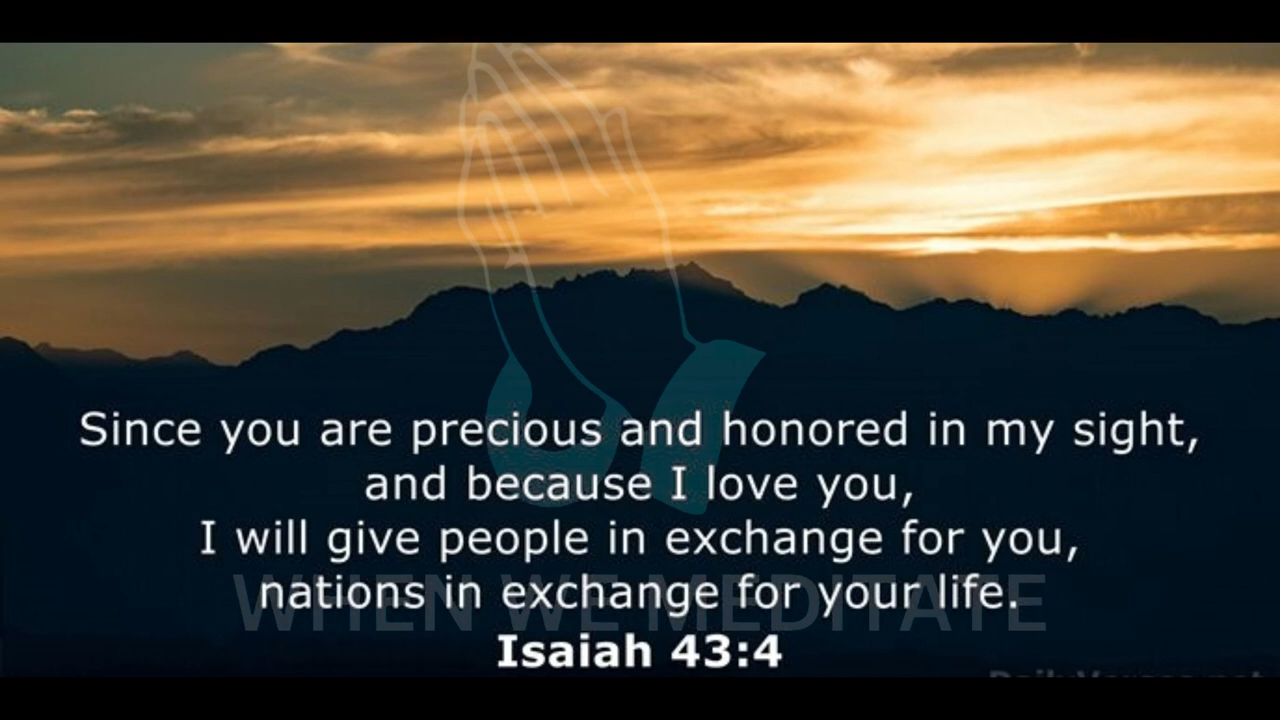 Since you are precious and honored in my sight,
and because I love you,
I will give people in exchange for you,
nations in exchange for your life.
WHEN WE MEDITATE
Isaiah 43:4